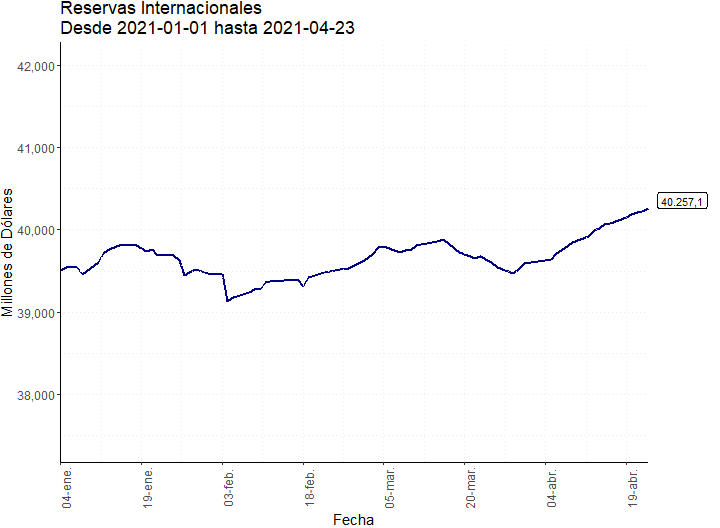 Reservas Internacionales
Desde 2021-01-01 hasta 2021-04-23
Millones de Dólares
42,000
41,000
40,000
39,000
38,000
40.257,1
04-ene.
19-ene.
03-feb.
18-feb.
05-mar.
20-mar.
04-abr.
19-abr.
Fecha